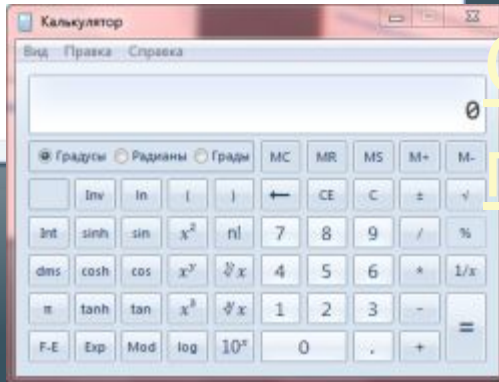 Калькулятор
Вид Правка Справка
0
Градусы Радианы Грады MC MR MS M+ M-
Inv ln ( ) ← CE C ± √
Int sinh sin x² n! 7 8 9 / %
dms cosh cos xʸ ʸ√x 4 5 6 * 1/x
π tanh tan x³ ³√x 1 2 3 - =
F-E Exp Mod log 10ˣ 0 . +